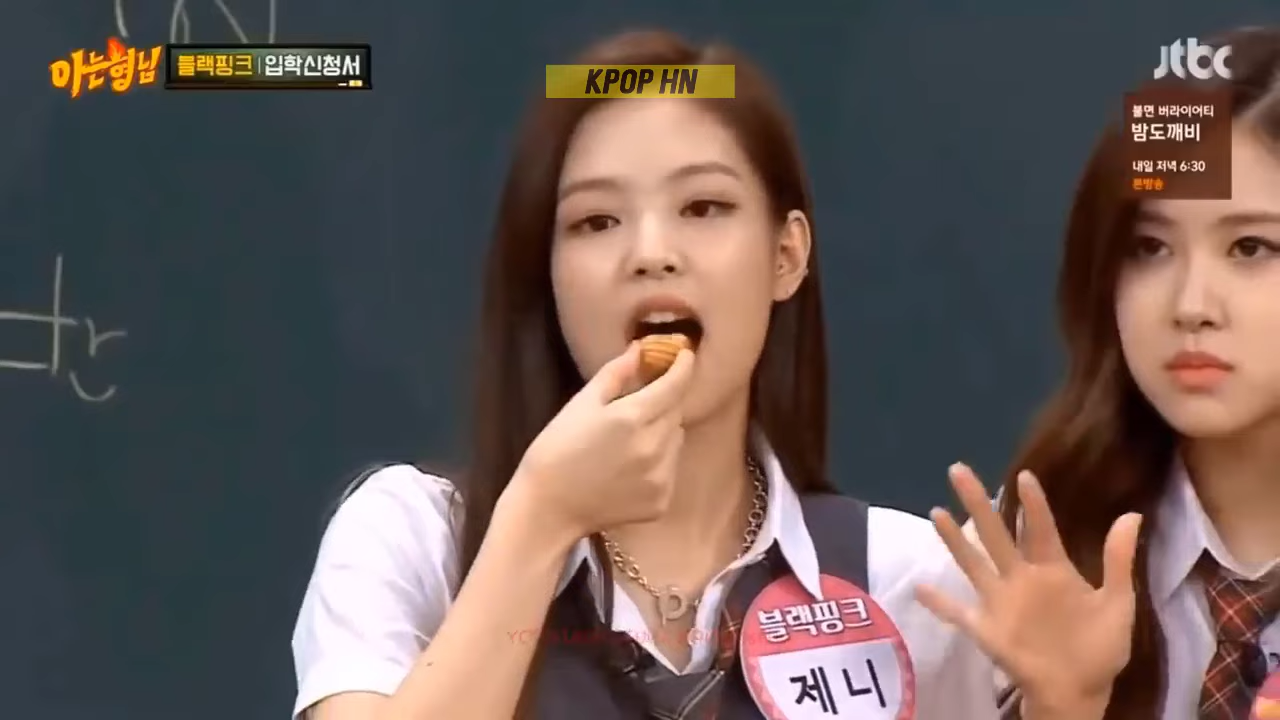 아는형님
블랙핑크 | 입학신청서
KPOP HN
jtbc
불면 버라이어티
밤도깨비
내일 저녁 6:30
본방송
블랙핑크
제니